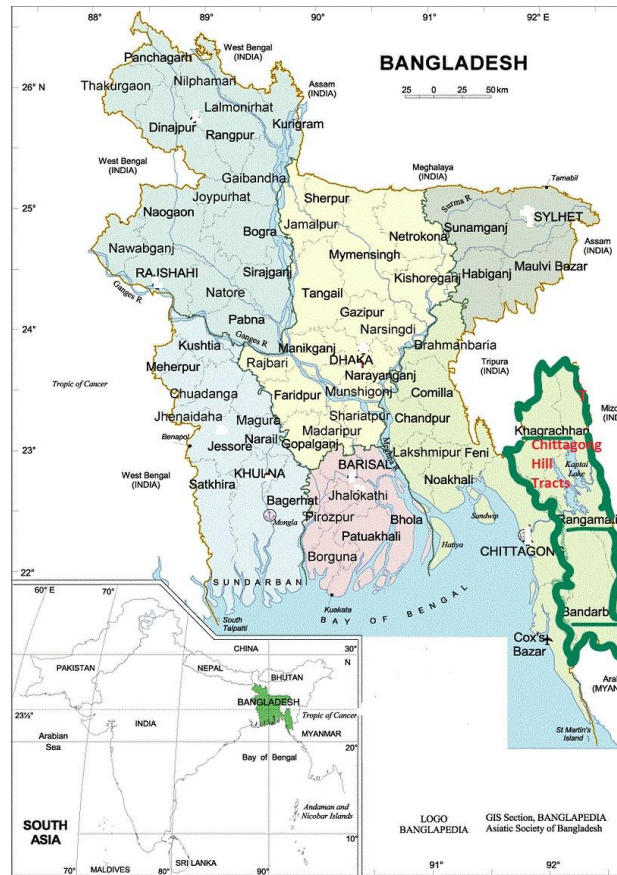 88° 89° 90° 91° 92° E
BANGLADESH
25 0 25 50 km
West Bengal
(INDIA)
Panchagarh
26° N
Thakurgaon
Nilphamari
Assam
(INDIA)
Lalmonirhat
Dinajpur
Rangpur
Kurigram
West Bengal
(INDIA)
Gaibandha
Joypurhat
Meghalaya
(INDIA)
Tamabil
Sherpur
25°
Naogaon
Jamalpur
Surma R
SYLHET
Bogra
Netrokona
Sunamganj
Assam
(INDIA)
Nawabganj
Mymensingh
RAJSHAHI
Sirajganj
Kishoreganj
Habiganj
Maulvi Bazar
Ganges R.
Natore
Tangail
Gazipur
Pabna
Narsingdi
24°
Ganges R.
Kushtia
Manikganj
DHAKA
Brahmanbaria
Meherpur
Rajbari
Narayanganj
Tripura
(INDIA)
Tropic of Cancer
Chuadanga
Faridpur
Munshigonj
Comilla
Mizo
(INDI
Jhenaidaha
Magura
Shariatpur
Chandpur
Khagrachhari
Benapol
Narail
Madaripur
Chittagong
Hill
Tracts
23°
Jessore
Gopalganj
Lakshmipur
Feni
Kaptai
Lake
West Bengal
(INDIA)
KHULNA
BARISAL
Satkhira
Bagerhat
Jhalokathi
Noakhali
Sandwip
Rangamati
Mongla
Pirozpur
Bhola
Patuakhali
Hatiya
CHITTAGONG
22°
Borguna
SUNDARBAN
Kuakata
BAY OF BENGAL
Bandarb
South
Talpatti
Cox's
Bazar
Ara
(MYAN
St Martin's
Island
60° E 70° 80° 90°
30°
N
CHINA
PAKISTAN
NEPAL
BHUTAN
BANGLADESH
23½°
Tropic of Cancer
INDIA
MYANMAR
Arabian
Sea
20°
Bay of Bengal
Andaman and
Nicobar Islands
SOUTH
ASIA
10°
SRI LANKA
MALDIVES
70° 80° 90°
LOGO
BANGLAPEDIA
GIS Section, BANGLAPEDIA
Asiatic Society of Bangladesh
91° 92°